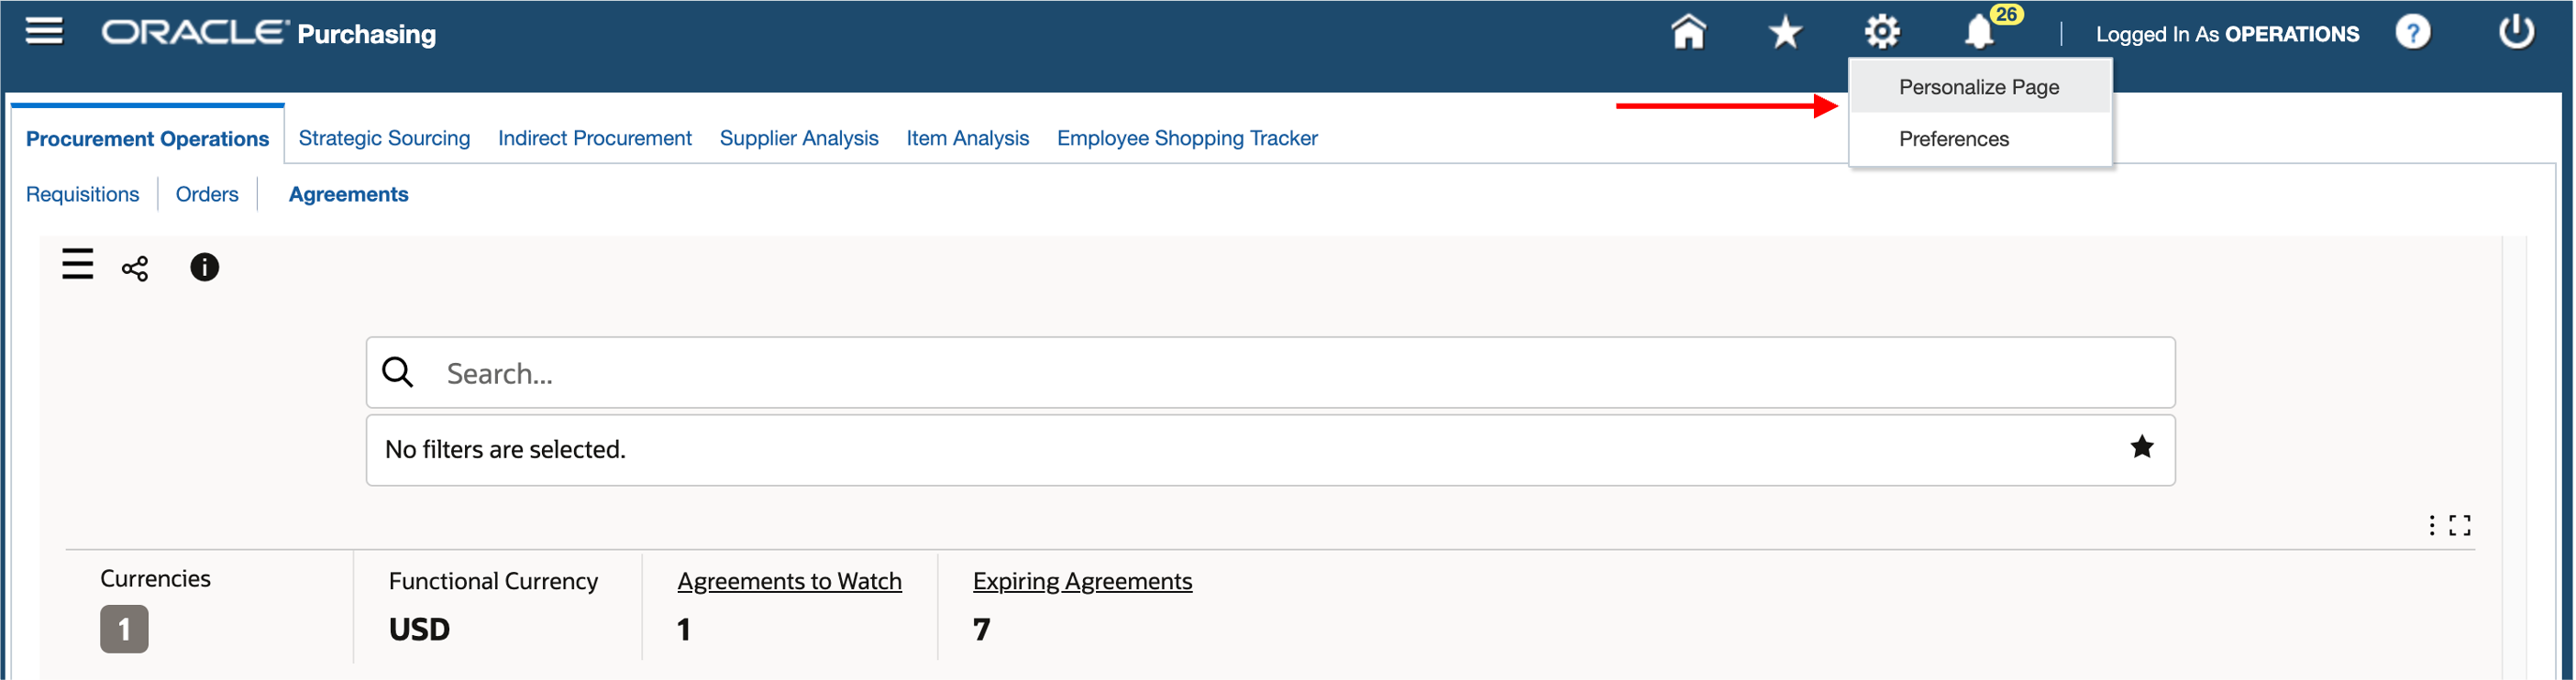 ORACLE® Purchasing
26
Logged In As OPERATIONS
?
Personalize Page
Preferences
Procurement Operations
Strategic Sourcing
Indirect Procurement
Supplier Analysis
Item Analysis
Employee Shopping Tracker
Requisitions
Orders
Agreements
i
Search...
No filters are selected.
Currencies
1
Functional Currency
USD
Agreements to Watch
1
Expiring Agreements
7